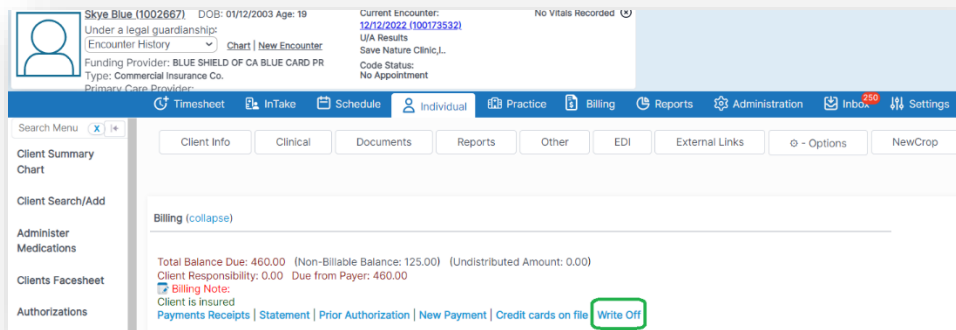 Skye Blue (1002667) DOB: 01/12/2003 Age: 19
Under a legal guardianship:
Encounter History
Chart | New Encounter
Funding Provider: BLUE SHIELD OF CA BLUE CARD PR
Type: Commercial Insurance Co.
Primary Care Provider:
Current Encounter:
12/12/2022 (100173532)
U/A Results
Save Nature Clinic,I..
Code Status:
No Appointment
No Vitals Recorded
Timesheet InTake Schedule Individual Practice Billing Reports Administration Inbox 250 Settings
Search Menu X
Client Summary Chart
Client Search/Add
Administer Medications
Clients Facesheet
Authorizations
Client Info Clinical Documents Reports Other EDI External Links - Options NewCrop
Billing (collapse)
Total Balance Due: 460.00 (Non-Billable Balance: 125.00) (Undistributed Amount: 0.00)
Client Responsibility: 0.00 Due from Payer: 460.00
Billing Note:
Client is insured
Payments Receipts | Statement | Prior Authorization | New Payment | Credit cards on file | Write Off